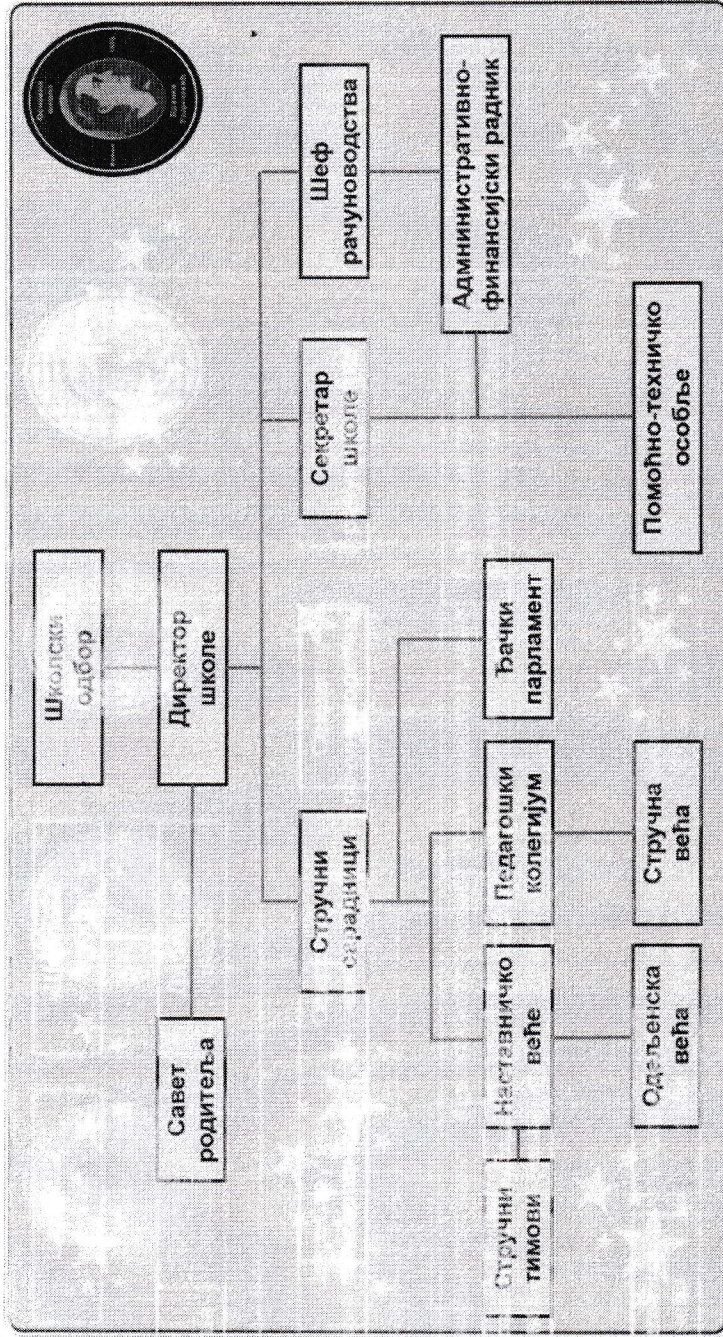 Школски
одбор
Савет
родитеља
Директор
школе
Стручни
сарадници
Секретар
школе
Шеф
рачуноводства
Стручни
тимови
Наставничко
веће
Педагошки
колегијум
Ђачки
парламент
Административно-
финансијски радник
Одељенска
већа
Стручна
већа
Помоћно-техничко
особље